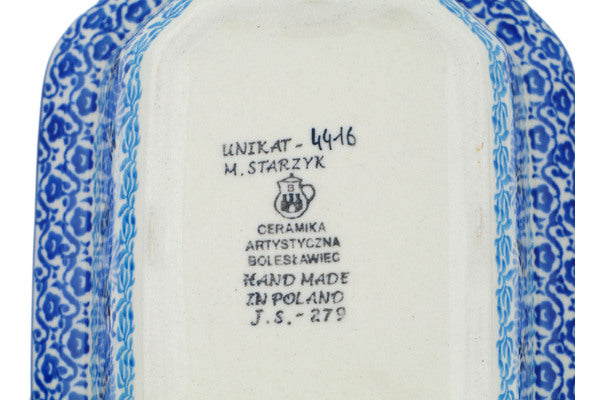 UNIKAT - 4416
M. STARZYK
B
CERAMIKA
ARTYSTYCZNA
BOLESŁAWIEC
HAND MADE
IN POLAND
J.S.-279